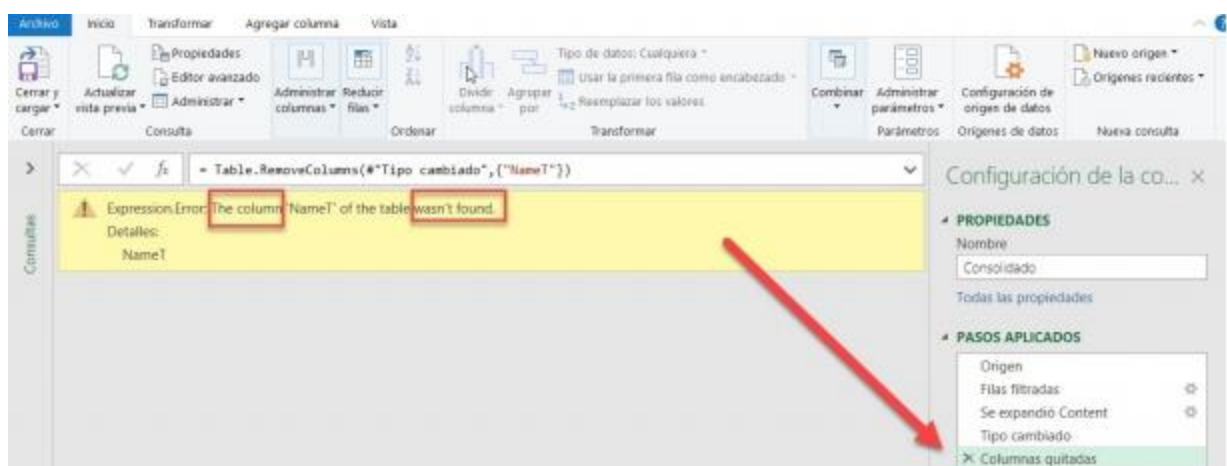 Archivo Inicio Transformar Agregar columna Vista
Cerrar y cargar
Cerrar
Actualizar vista previa
Propiedades
Editor avanzado
Administrar
Consulta
Administrar columnas
Reducir filas
Ordenar
Dividir columna
Agrupar por
Tipo de datos: Cualquiera
Usar la primera fila como encabezado
Reemplazar los valores
Transformar
Combinar
Administrar parámetros
Parámetros
Configuración de origen de datos
Orígenes de datos
Nuevo origen
Orígenes recientes
Nueva consulta
fx = Table.RemoveColumns(#"Tipo cambiado",{"NameT"})
Expression.Error: The column 'NameT' of the table wasn't found.
Detalles:
NameT
Consultas
Configuración de la co...
PROPIEDADES
Nombre
Consolidado
Todas las propiedades
PASOS APLICADOS
Origen
Filas filtradas
Se expandió Content
Tipo cambiado
Columnas quitadas